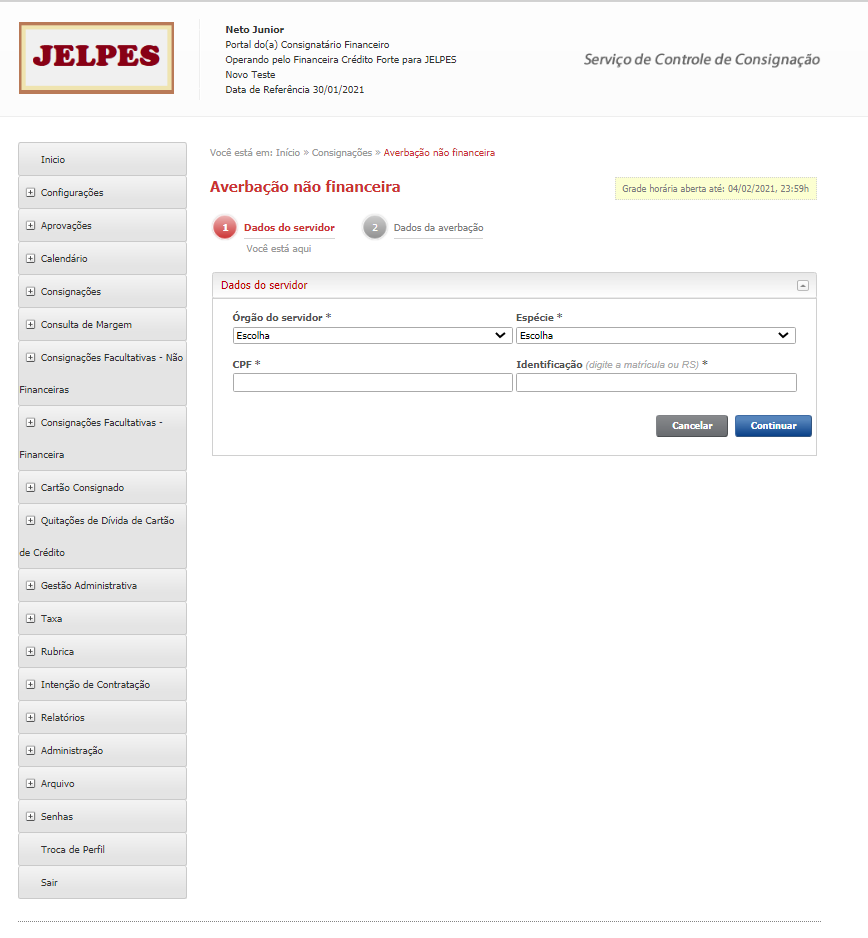 JELPES
Neto Junior
Portal do(a) Consignatário Financeiro
Operando pelo Financeira Crédito Forte para JELPES
Novo Teste
Data de Referência 30/01/2021
Serviço de Controle de Consignação
Inicio
Configurações
Aprovações
Calendário
Consignações
Consulta de Margem
Consignações Facultativas - Não
Financeiras
Consignações Facultativas -
Financeira
Cartão Consignado
Quitações de Dívida de Cartão
de Crédito
Gestão Administrativa
Taxa
Rubrica
Intenção de Contratação
Relatórios
Administração
Arquivo
Senhas
Troca de Perfil
Sair
Você está em: Início » Consignações » Averbação não financeira
Averbação não financeira
Grade horária aberta até: 04/02/2021, 23:59h
1 Dados do servidor
Você está aqui
2 Dados da averbação
Dados do servidor
Órgão do servidor *
Escolha
Espécie *
Escolha
CPF *
Identificação (digite a matrícula ou RS) *
Cancelar
Continuar